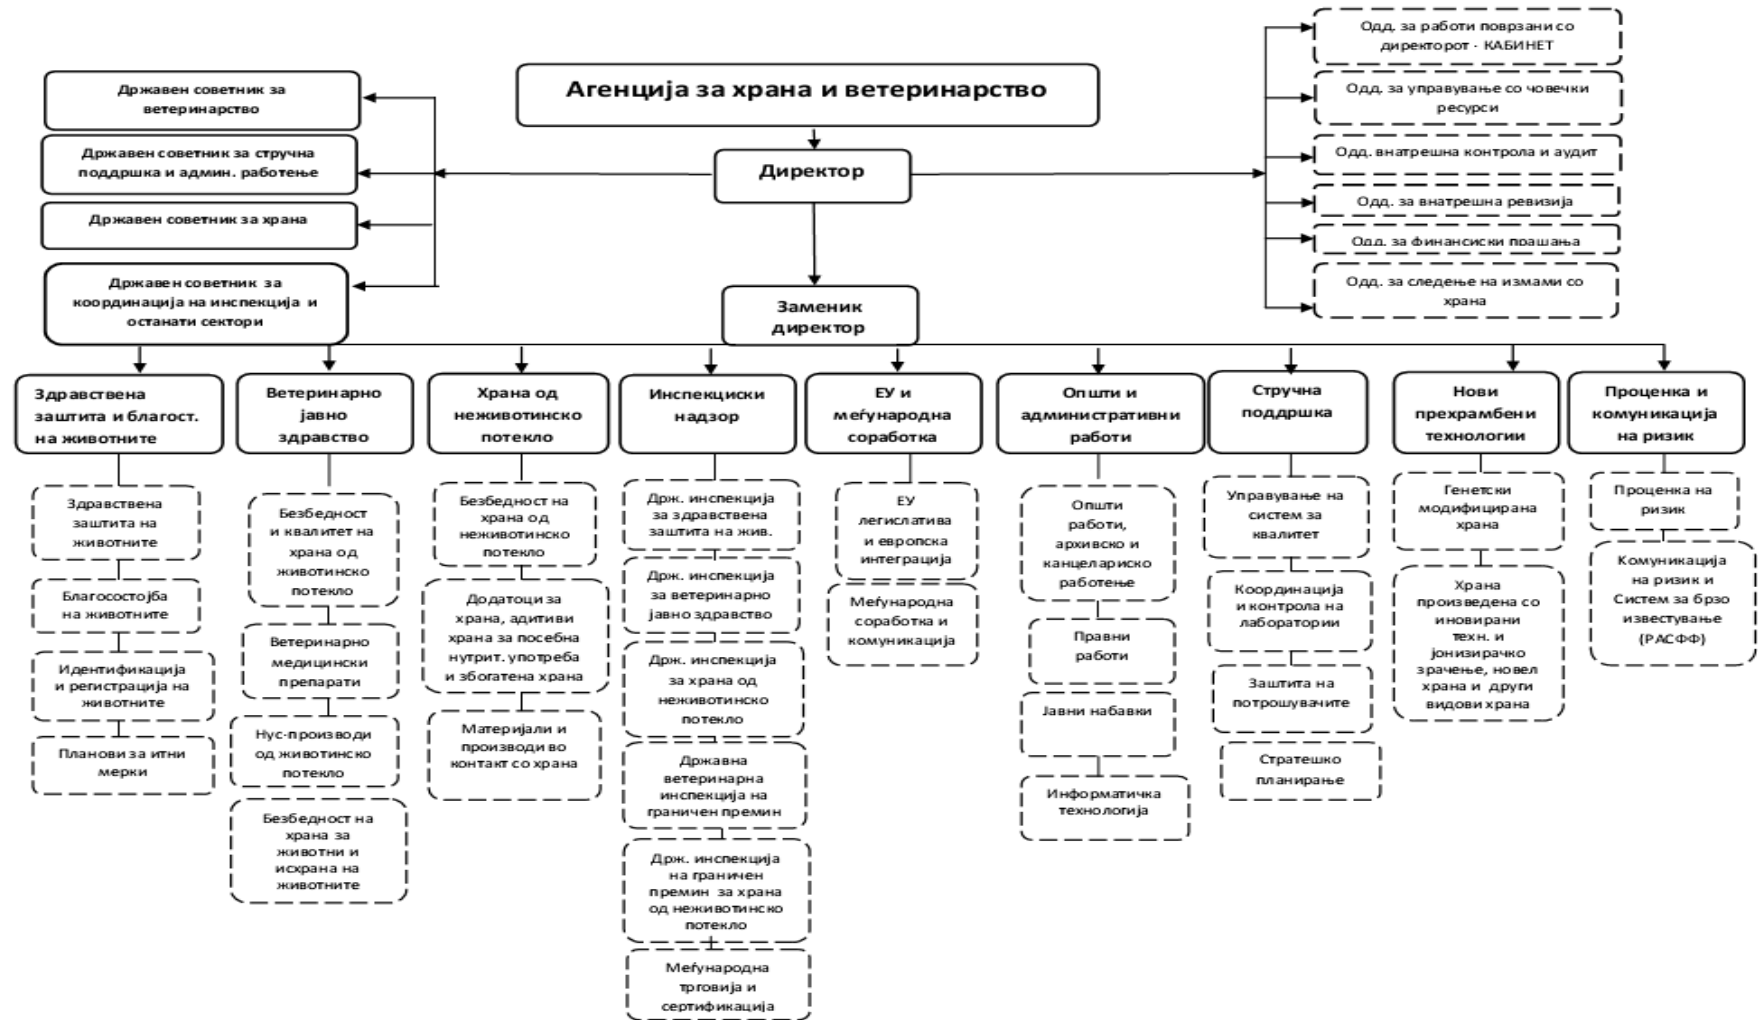 Агенција за храна и ветеринарство
Директор
Заменик
директор
Државен советник за
ветеринарство
Државен советник за стручна
поддршка и админ. работење
Државен советник за храна
Државен советник за
координација на инспекција и
останати сектори
Одд. за работи поврзани со
директорот - КАБИНЕТ
Одд. за управување со човечки
ресурси
Одд. внатрешна контрола и аудит
Одд. за внатрешна ревизија
Одд. за финансиски прашања
Одд. за следење на измами со
храна
Здравствена
заштита и благост.
на животните
Здравствена
заштита на
животните
Благосостојба
на животните
Идентификација
и регистрација на
животните
Планови за итни
мерки
Ветеринарно
јавно
здравство
Безбедност
и квалитет на
храна од
животинско
потекло
Ветеринарно
медицински
препарати
Нус-производи
од животинско
потекло
Безбедност на
храна за
животни и
исхрана на
животните
Храна од
неживотинско
потекло
Безбедност на
храна од
неживотинско
потекло
Додатоци за
храна, адитиви
храна за посебна
нутрит. употреба
и збогатена храна
Материјали и
производи во
контакт со храна
Инспекциски
надзор
Држ. инспекција
за здравствена
заштита на жив.
Држ. инспекција
за ветеринарно
јавно здравство
Држ. инспекција
за храна од
неживотинско
потекло
Државна
ветеринарна
инспекција на
граничен премин
Држ. инспекција
на граничен
премин за храна
од неживотинско
потекло
Меѓународна
трговија и
сертификација
ЕУ и
меѓународна
соработка
ЕУ
легислатива
и европска
интеграција
Меѓународна
соработка и
комуникација
Општи и
административни
работи
Општи
работи,
архивско и
канцелариско
работење
Правни
работи
Јавни набавки
Информатичка
технологија
Стручна
поддршка
Управување на
систем за
квалитет
Координација
и контрола на
лаборатории
Заштита на
потрошувачите
Стратешко
планирање
Нови
прехрамбени
технологии
Генетски
модифицирана
храна
Храна
произведена со
иновирани
техн. и
јонизирачко
зрачење, новел
храна и други
видови храна
Проценка и
комуникација
на ризик
Проценка на
ризик
Комуникација
на ризик и
Систем за брзо
известување
(РАСФФ)